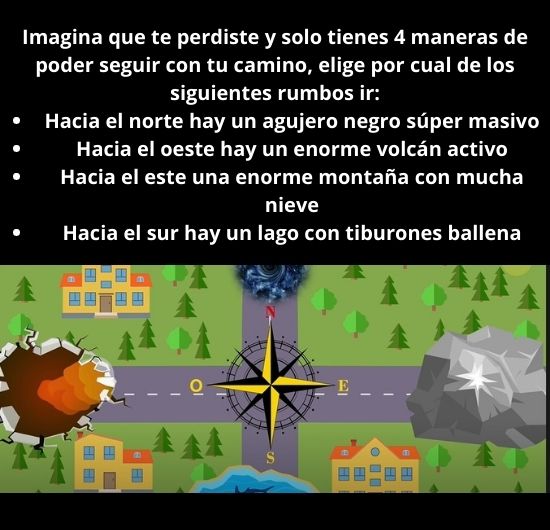 Imagina que te perdiste y solo tienes 4 maneras de
poder seguir con tu camino, elige por cual de los
siguientes rumbos ir:
• Hacia el norte hay un agujero negro súper masivo
• Hacia el oeste hay un enorme volcán activo
• Hacia el este una enorme montaña con mucha
nieve
• Hacia el sur hay un lago con tiburones ballena
N
O
E
S